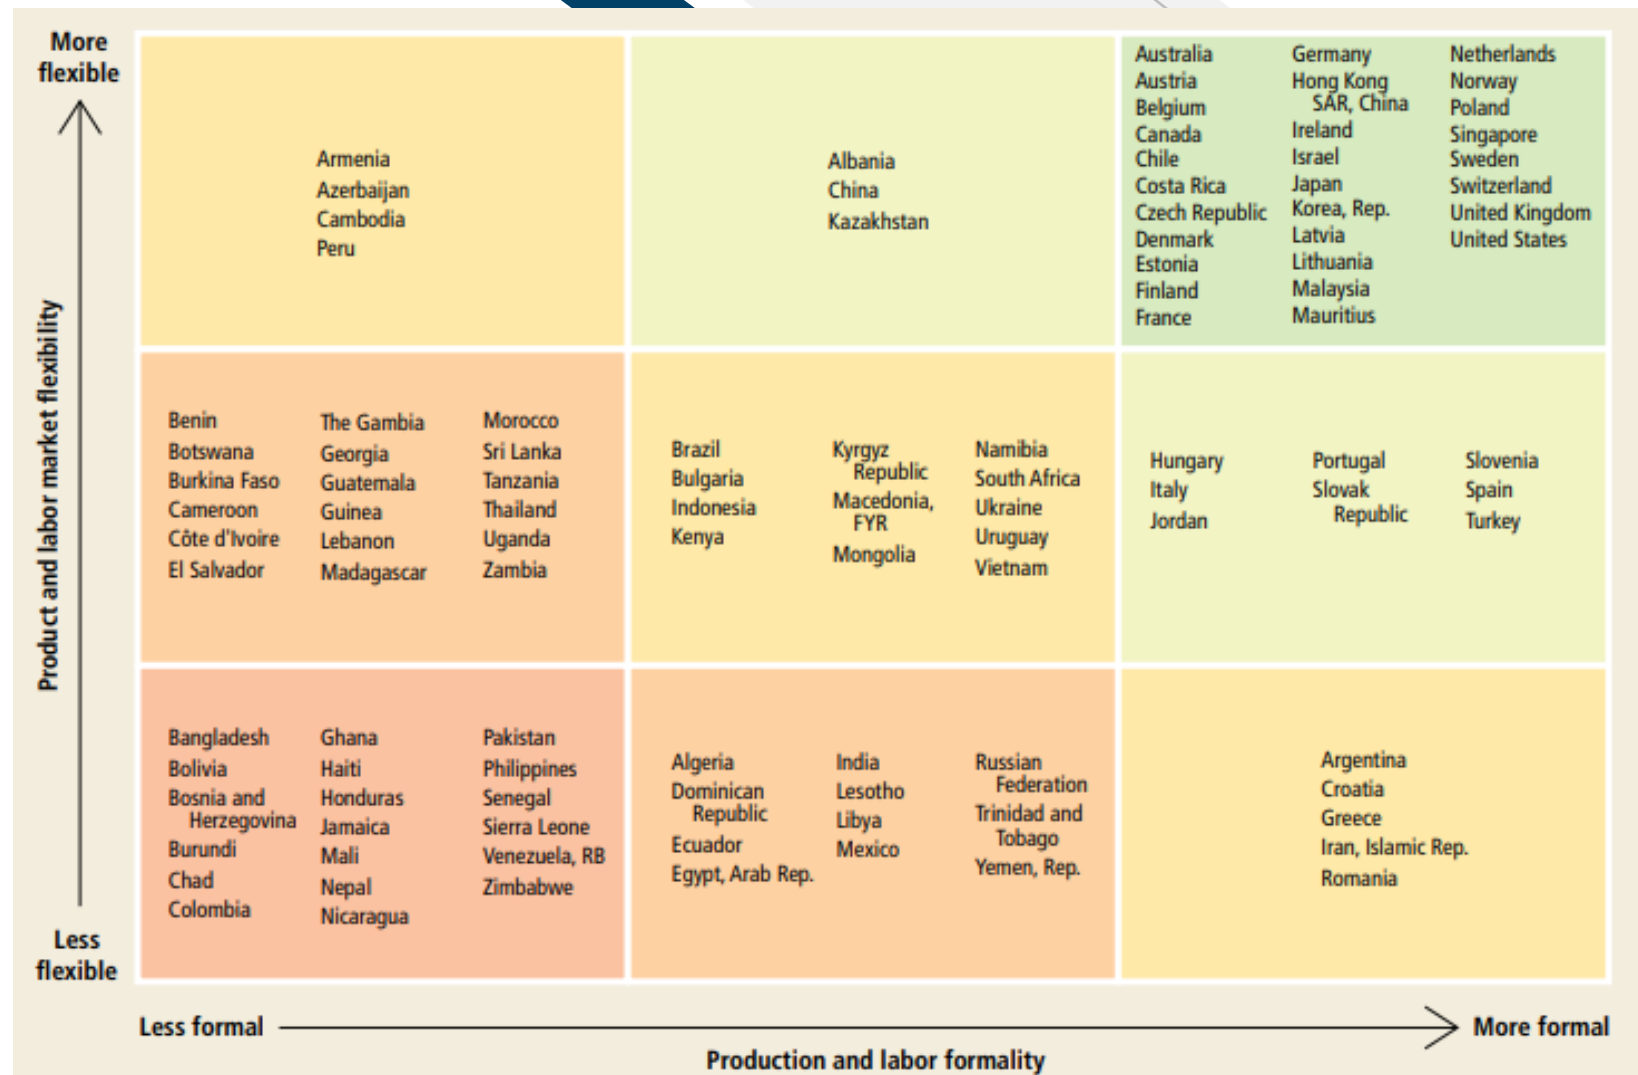 More
flexible
Product and labor market flexibility
Less
flexible
Armenia
Azerbaijan
Cambodia
Peru
Albania
China
Kazakhstan
Australia
Austria
Belgium
Canada
Chile
Costa Rica
Czech Republic
Denmark
Estonia
Finland
France
Germany
Hong Kong
SAR, China
Ireland
Israel
Japan
Korea, Rep.
Latvia
Lithuania
Malaysia
Mauritius
Netherlands
Norway
Poland
Singapore
Sweden
Switzerland
United Kingdom
United States
Benin
Botswana
Burkina Faso
Cameroon
Côte d'Ivoire
El Salvador
The Gambia
Georgia
Guatemala
Guinea
Lebanon
Madagascar
Morocco
Sri Lanka
Tanzania
Thailand
Uganda
Zambia
Brazil
Bulgaria
Indonesia
Kenya
Kyrgyz
Republic
Macedonia,
FYR
Mongolia
Namibia
South Africa
Ukraine
Uruguay
Vietnam
Hungary
Italy
Jordan
Portugal
Slovak
Republic
Slovenia
Spain
Turkey
Bangladesh
Bolivia
Bosnia and
Herzegovina
Burundi
Chad
Colombia
Ghana
Haiti
Honduras
Jamaica
Mali
Nepal
Nicaragua
Pakistan
Philippines
Senegal
Sierra Leone
Venezuela, RB
Zimbabwe
Algeria
Dominican
Republic
Ecuador
Egypt, Arab Rep.
India
Lesotho
Libya
Mexico
Russian
Federation
Trinidad and
Tobago
Yemen, Rep.
Argentina
Croatia
Greece
Iran, Islamic Rep.
Romania
Less formal
More formal
Production and labor formality